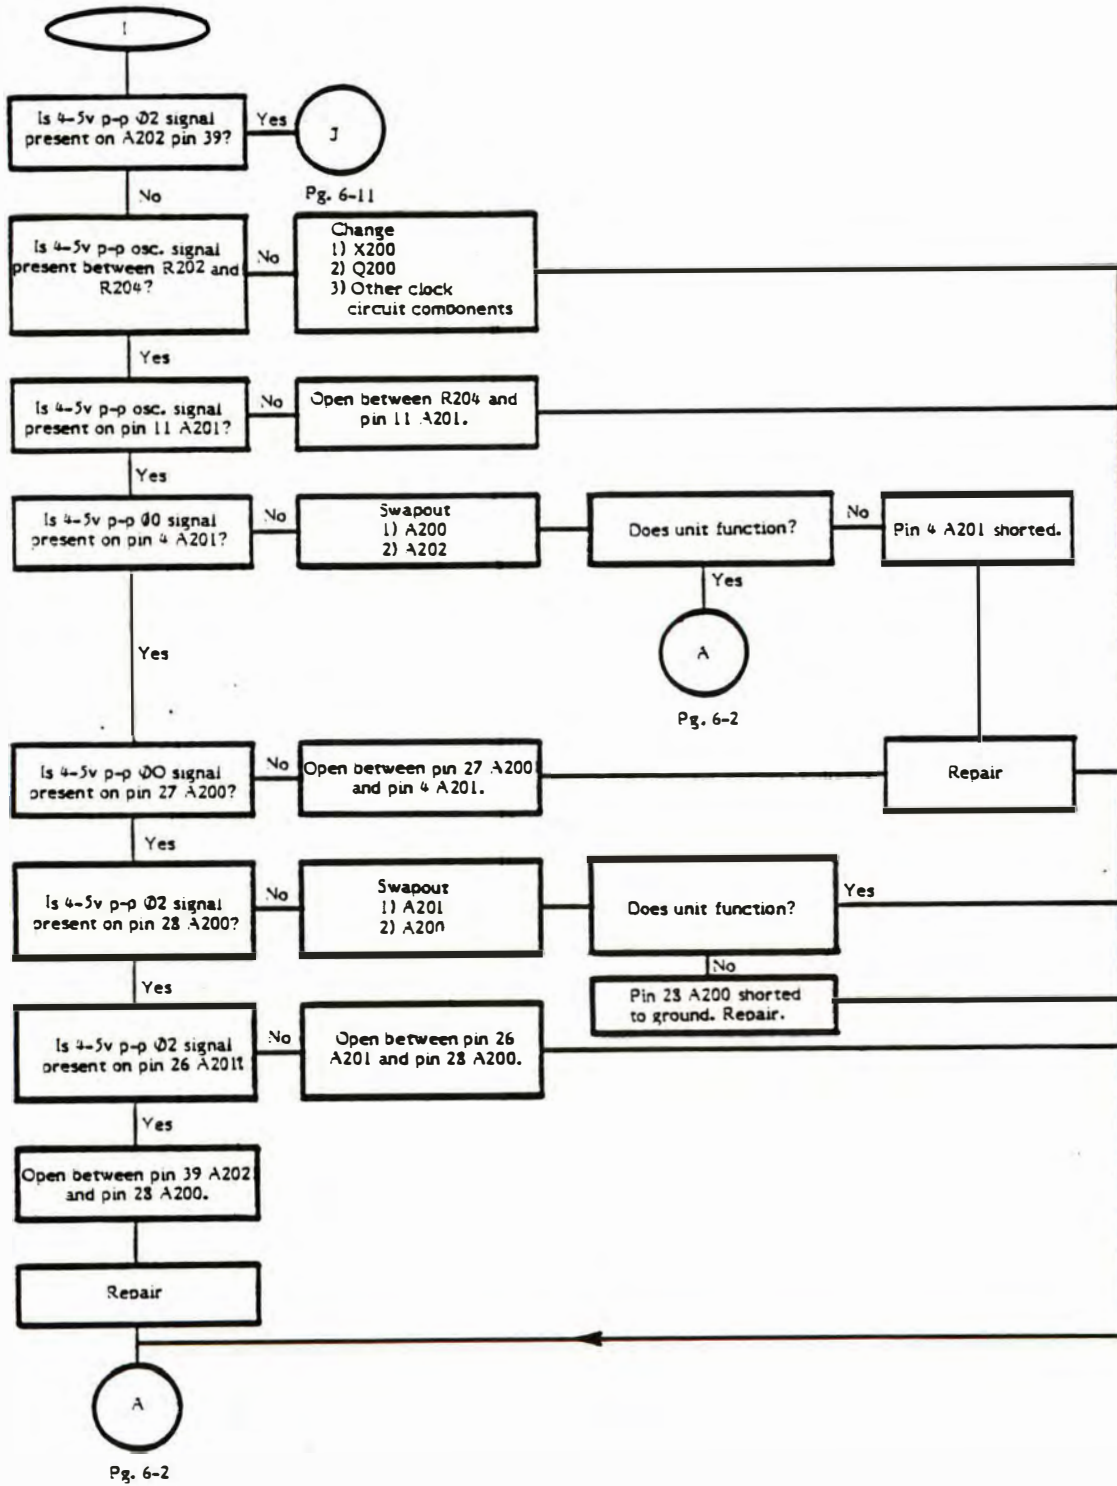 I
Is 4-5v p-p Ø2 signal
present on A202 pin 39?
Yes
J
Pg. 6-11
No
Is 4-5v p-p osc. signal
present between R202 and
R204?
No
Change
1) X200
2) Q200
3) Other clock
circuit components
Yes
Is 4-5v p-p osc. signal
present on pin 11 A201?
No
Open between R204 and
pin 11 A201.
Yes
Is 4-5v p-p Ø0 signal
present on pin 4 A201?
No
Swapout
1) A200
2) A202
Does unit function?
No
Pin 4 A201 shorted.
Yes
A
Pg. 6-2
Yes
Is 4-5v p-p ØO signal
present on pin 27 A200?
No
Open between pin 27 A200
and pin 4 A201.
Repair
Yes
Is 4-5v p-p Ø2 signal
present on pin 28 A200?
No
Swapout
1) A201
2) A200
Does unit function?
Yes
No
Pin 28 A200 shorted
to ground. Repair.
Yes
Is 4-5v p-p Ø2 signal
present on pin 26 A201?
No
Open between pin 26
A201 and pin 28 A200.
Yes
Open between pin 39 A202
and pin 28 A200.
Repair
A
Pg. 6-2